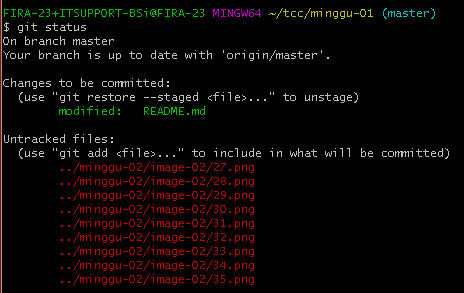 FIRA-23+ITSUPPORT-BSi@FIRA-23 MINGW64 ~/tcc/minggu-01 (master)
$ git status
On branch master
Your branch is up to date with 'origin/master'.
Changes to be committed:
(use "git restore --staged <file>..." to unstage)
modified: README.md
Untracked files:
(use "git add <file>..." to include in what will be committed)
../minggu-02/image-02/27.png
../minggu-02/image-02/28.png
../minggu-02/image-02/29.png
../minggu-02/image-02/30.png
../minggu-02/image-02/31.png
../minggu-02/image-02/32.png
../minggu-02/image-02/33.png
../minggu-02/image-02/34.png
../minggu-02/image-02/35.png